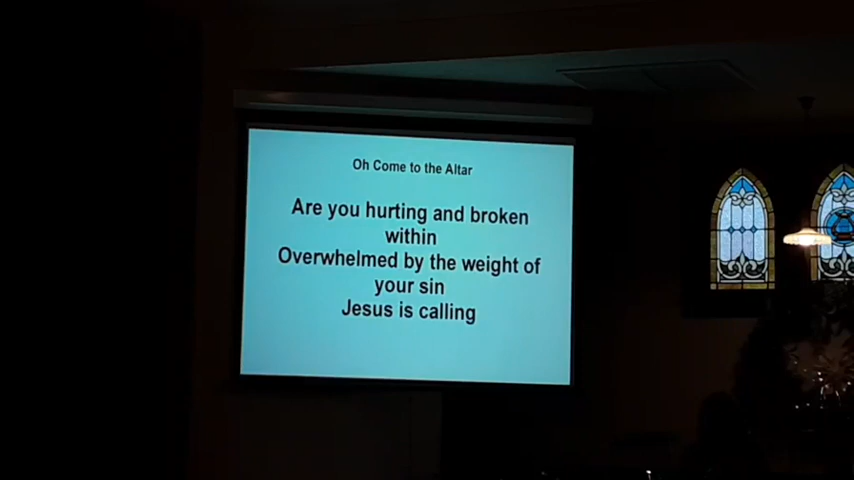 Oh Come to the Altar
Are you hurting and broken
within
Overwhelmed by the weight of
your sin
Jesus is calling